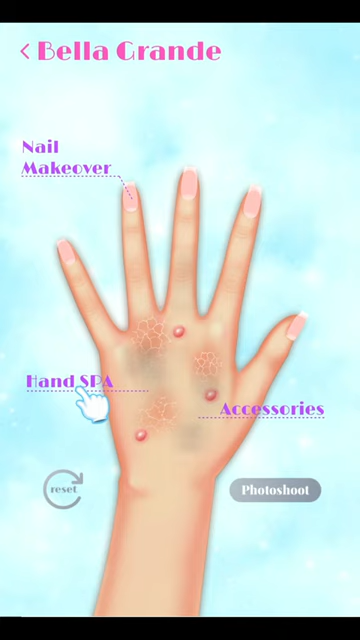 Bella Grande
Nail
Makeover
Hand SPA
Accessories
reset
Photoshoot